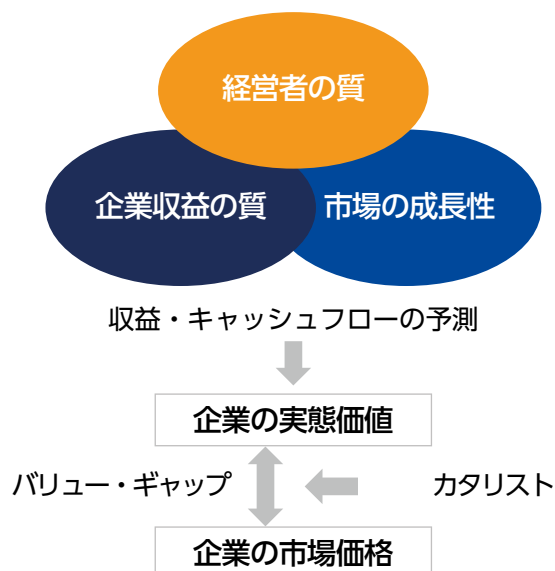 経営者の質
企業収益の質
市場の成長性
収益・キャッシュフローの予測
企業の実態価値
バリュー・ギャップ
カタリスト
企業の市場価格